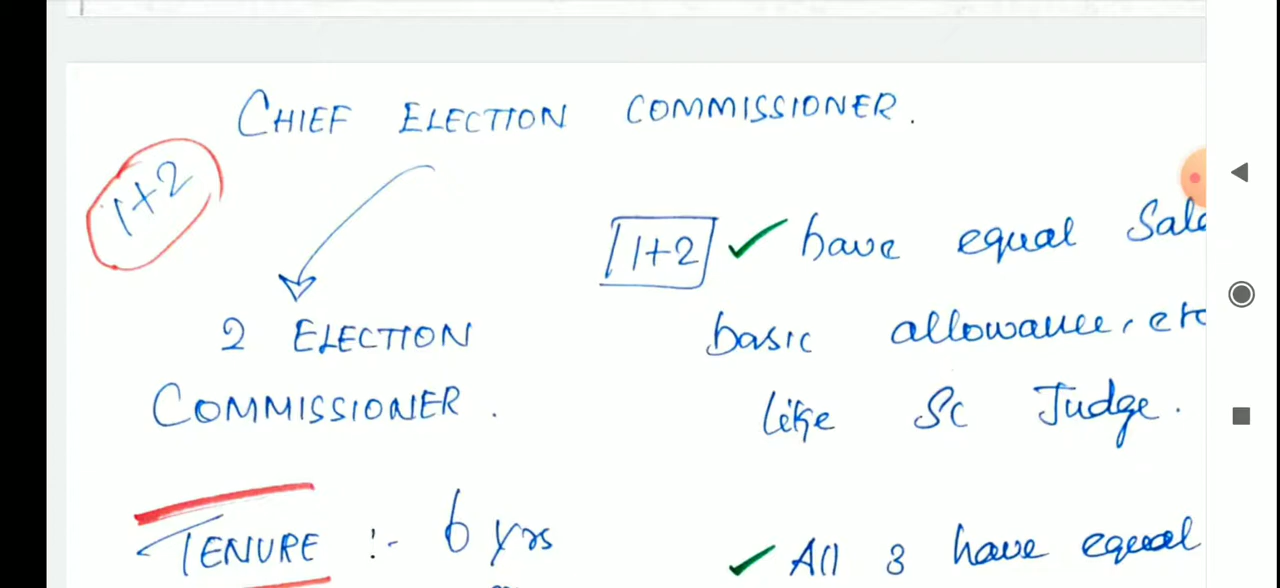 CHIEF ELECTION COMMISSIONER.
1+2
1+2 ✓ have equal
2 ELECTION
COMMISSIONER.
basic allowance, etc
like SC Judge.
TENURE :- 6 yrs
✓ All 3 have equal